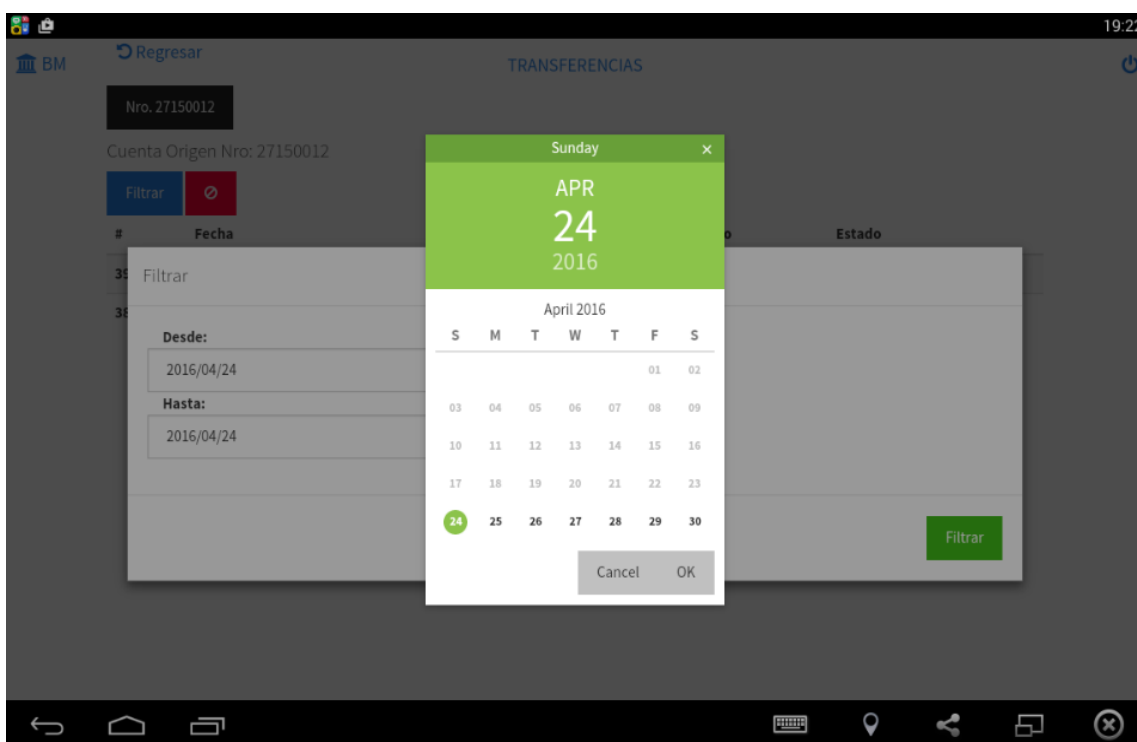 19:22
BM
Regresar
TRANSFERENCIAS
Nro. 27150012
Cuenta Origen Nro: 27150012
Filtrar
# Fecha Estado
39
38
Filtrar
Desde:
2016/04/24
Hasta:
2016/04/24
Filtrar
Sunday ×
APR
24
2016
April 2016
S M T W T F S
01 02
03 04 05 06 07 08 09
10 11 12 13 14 15 16
17 18 19 20 21 22 23
24 25 26 27 28 29 30
Cancel OK